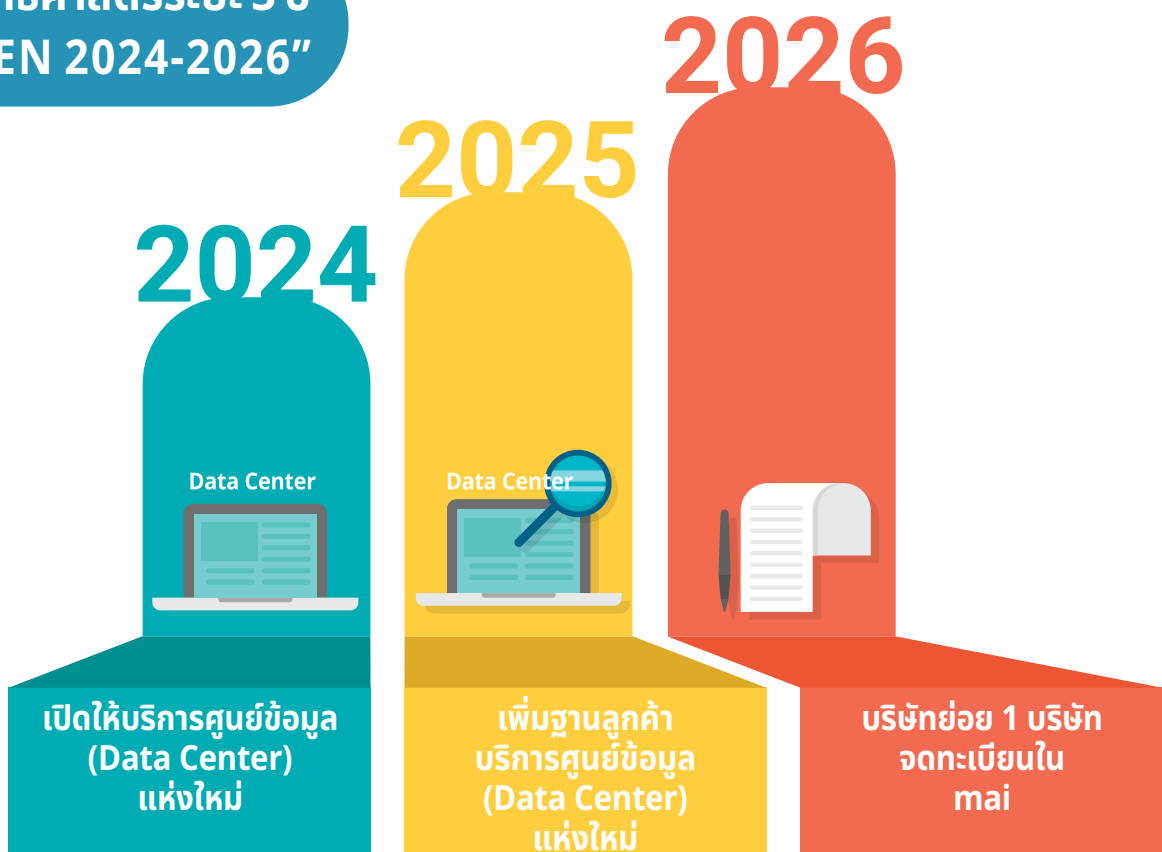 EN 2024-2026”
2026
2025
2024
Data Center
Data Center
เปิดให้บริการศูนย์ข้อมูล
(Data Center)
แห่งใหม่
เพิ่มฐานลูกค้า
บริการศูนย์ข้อมูล
(Data Center)
แห่งใหม่
บริษัทย่อย 1 บริษัท
จดทะเบียนใน
mai